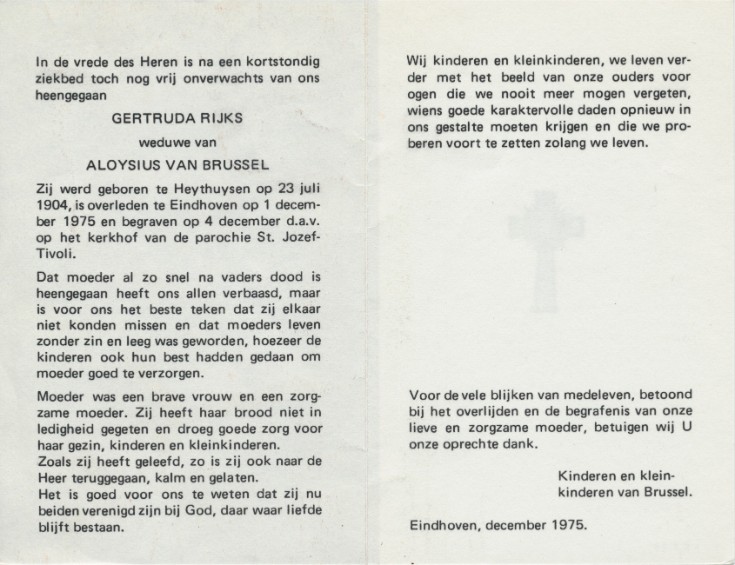 In de vrede des Heren is na een kortstondig
ziekbed toch nog vrij onverwachts van ons
heengegaan
GERTRUDA RIJKS
weduwe van
ALOYSIUS VAN BRUSSEL
Zij werd geboren te Heythuysen op 23 juli
1904, is overleden te Eindhoven op 1 decem-
ber 1975 en begraven op 4 december d.a.v.
op het kerkhof van de parochie St. Jozef-
Tivoli.
Dat moeder al zo snel na vaders dood is
heengegaan heeft ons allen verbaasd, maar
is voor ons het beste teken dat zij elkaar
niet konden missen en dat moeders leven
zonder zin en leeg was geworden, hoezeer de
kinderen ook hun best hadden gedaan om
moeder goed te verzorgen.
Moeder was een brave vrouw en een zorg-
zame moeder. Zij heeft haar brood niet in
ledigheid gegeten en droeg goede zorg voor
haar gezin, kinderen en kleinkinderen.
Zoals zij heeft geleefd, zo is zij ook naar de
Heer teruggegaan, kalm en gelaten.
Het is goed voor ons te weten dat zij nu
beiden verenigd zijn bij God, daar waar liefde
blijft bestaan.
Wij kinderen en kleinkinderen, we leven ver-
der met het beeld van onze ouders voor
ogen die we nooit meer mogen vergeten,
wiens goede karaktervolle daden opnieuw in
ons gestalte moeten krijgen en die we pro-
beren voort te zetten zolang we leven.
Voor de vele blijken van medeleven, betoond
bij het overlijden en de begrafenis van onze
lieve en zorgzame moeder, betuigen wij U
onze oprechte dank.
Kinderen en klein-
kinderen van Brussel.
Eindhoven, december 1975.